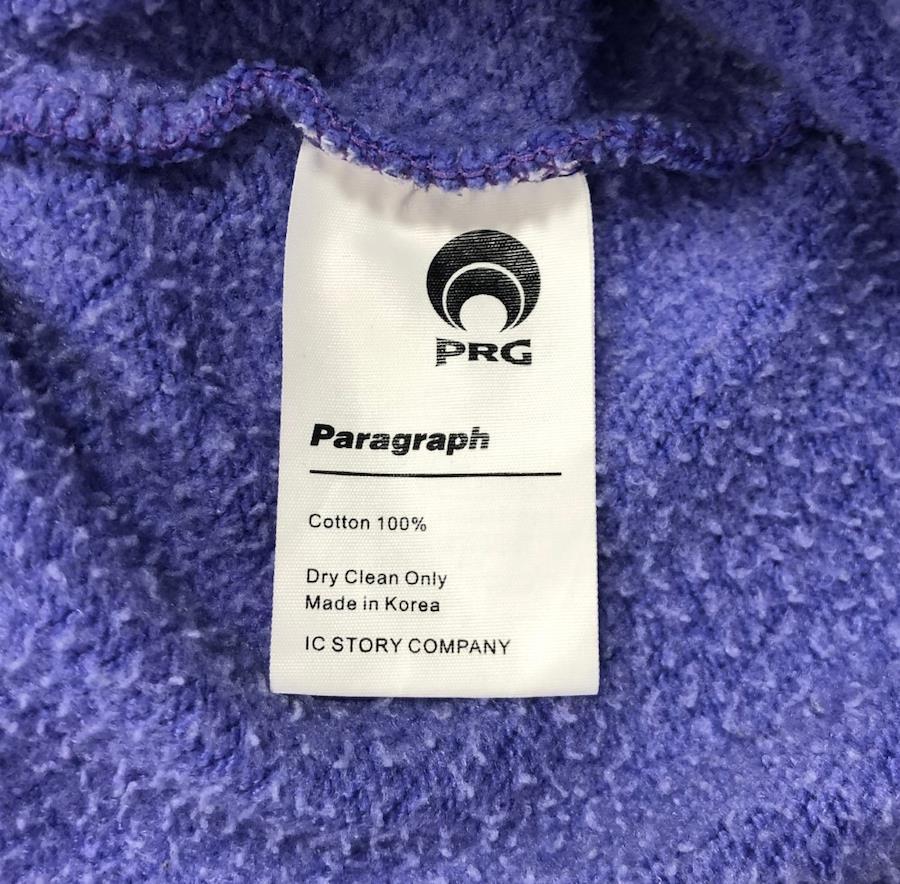 PRG
Paragraph
Cotton 100%
Dry Clean Only
Made in Korea
IC STORY COMPANY